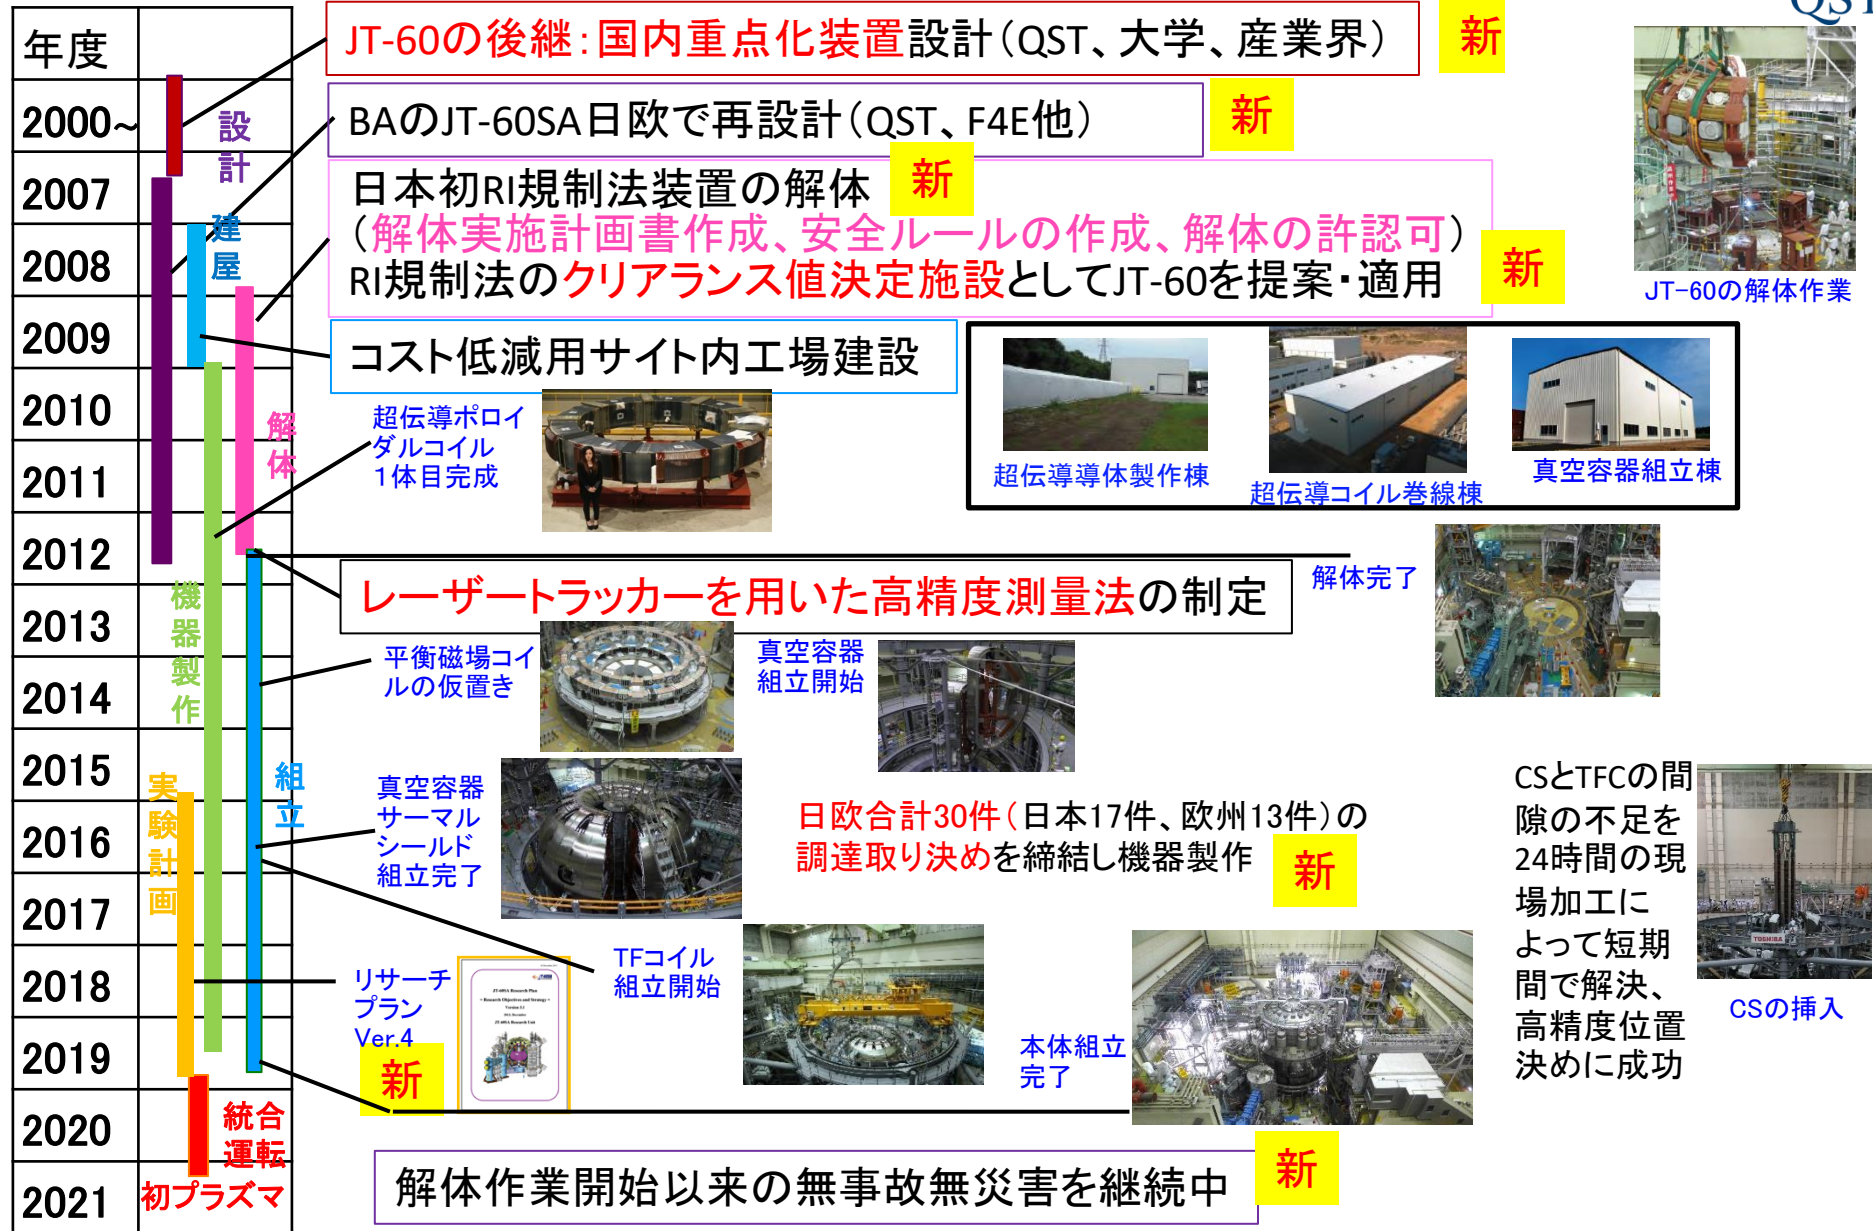 QST
年度
2000~
2007
2008
2009
2010
2011
2012
2013
2014
2015
2016
2017
2018
2019
2020
2021
設計
建屋
解体
機器製作
組立
実験計画
統合
運転
初プラズマ
JT-60の後継：国内重点化装置設計（QST、大学、産業界）
新
BAのJT-60SA日欧で再設計（QST、F4E他）
新
日本初RI規制法装置の解体
新
（解体実施計画書作成、安全ルールの作成、解体の許認可）
RI規制法のクリアランス値決定施設としてJT-60を提案・適用
新
JT-60の解体作業
コスト低減用サイト内工場建設
超伝導導体製作棟
超伝導コイル巻線棟
真空容器組立棟
超伝導ポロイ
ダルコイル
1体目完成
レーザートラッカーを用いた高精度測量法の制定
解体完了
平衡磁場コイ
ルの仮置き
真空容器
組立開始
真空容器
サーマル
シールド
組立完了
日欧合計30件（日本17件、欧州13件）の
調達取り決めを締結し機器製作
新
CSとTFCの間
隙の不足を
24時間の現
場加工に
よって短期
間で解決、
高精度位置
決めに成功
TOSHIBA
CSの挿入
TFコイル
組立開始
リサーチ
プラン
Ver.4
新
JT-60SA Research Plan
本体組立
完了
解体作業開始以来の無事故無災害を継続中
新